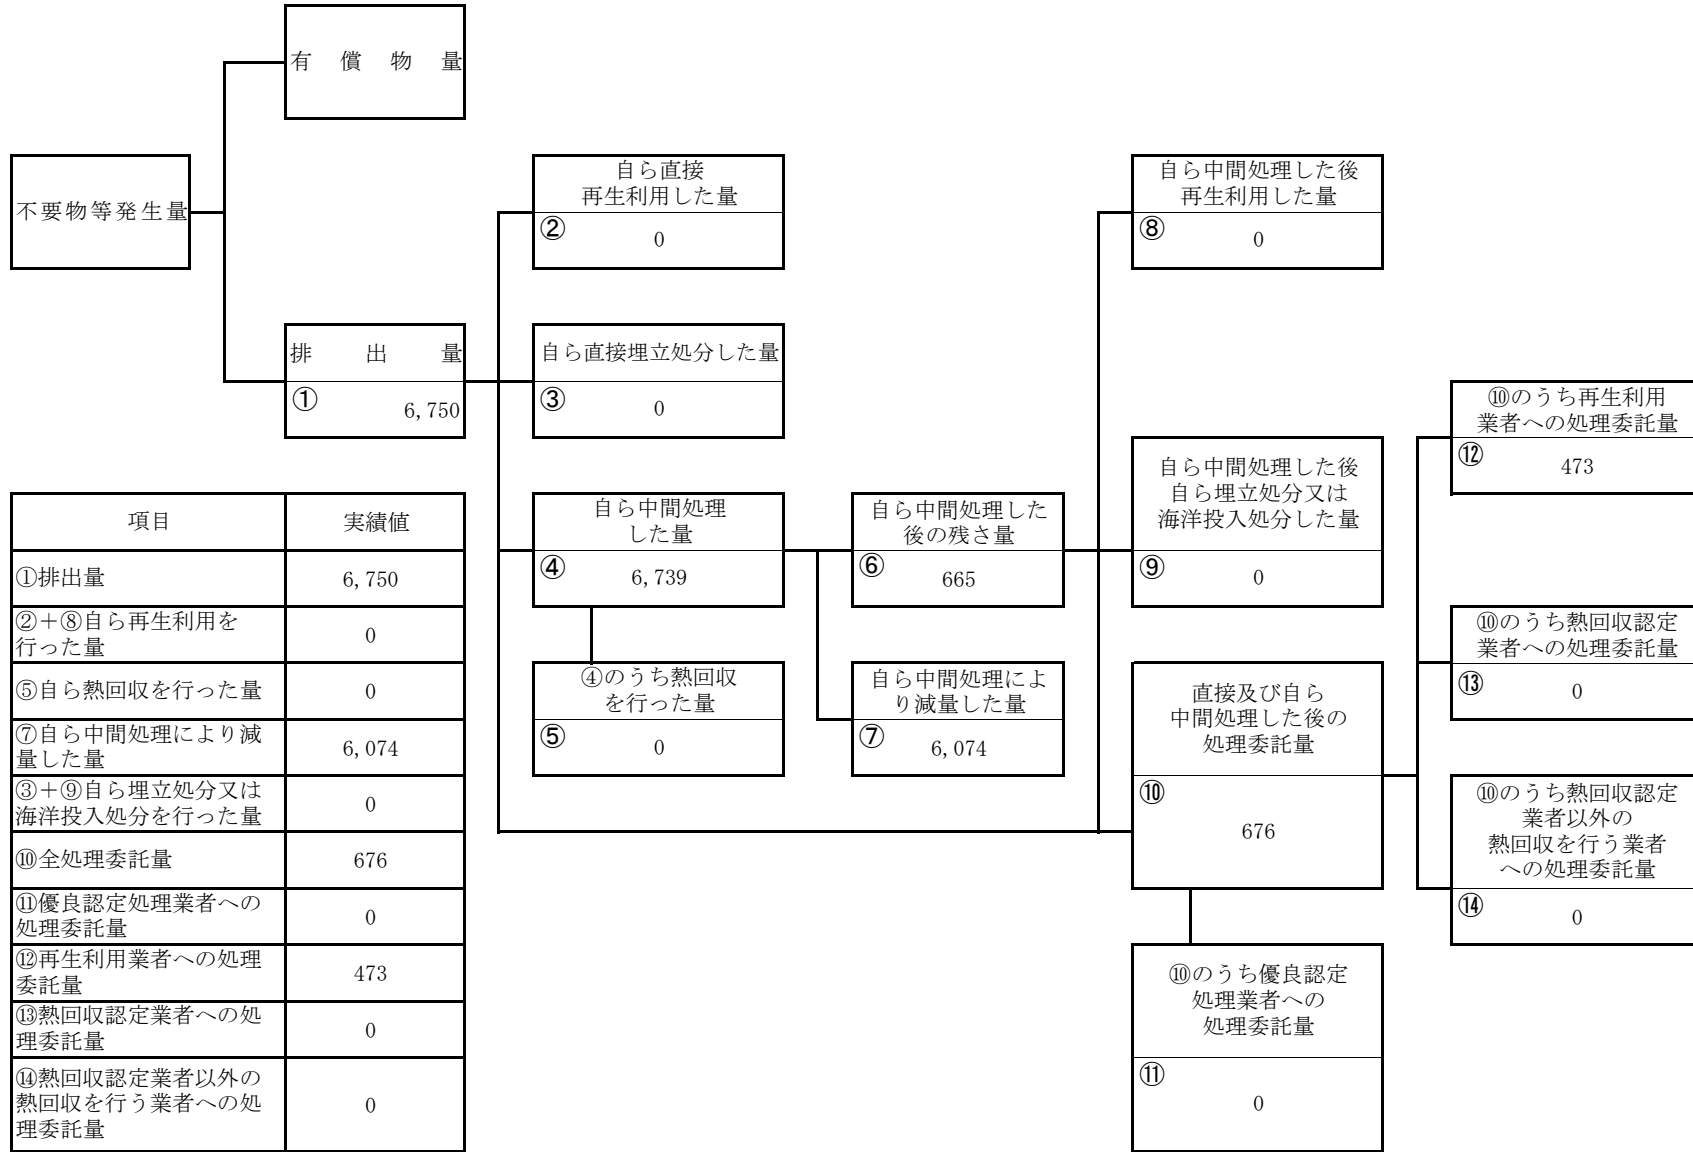 有償物量
不要物等発生量
排出量
①
6,750
自ら直接
再生利用した量
②
0
自ら直接埋立処分した量
③
0
自ら中間処理
した量
④
6,739
④のうち熱回収
を行った量
⑤
0
自ら中間処理した
後の残さ量
⑥
665
自ら中間処理によ
り減量した量
⑦
6,074
自ら中間処理した後
再生利用した量
⑧
0
自ら中間処理した後
自ら埋立処分又は
海洋投入処分した量
⑨
0
直接及び自ら
中間処理した後の
処理委託量
⑩
676
⑩のうち優良認定
処理業者への
処理委託量
⑪
0
⑩のうち再生利用
業者への処理委託量
⑫
473
⑩のうち熱回収認定
業者への処理委託量
⑬
0
⑩のうち熱回収認定
業者以外の
熱回収を行う業者
への処理委託量
⑭
0
項目 実績値
①排出量 6,750
②＋⑧自ら再生利用を
行った量 0
⑤自ら熱回収を行った量 0
⑦自ら中間処理により減
量した量 6,074
③＋⑨自ら埋立処分又は
海洋投入処分を行った量 0
⑩全処理委託量 676
⑪優良認定処理業者への
処理委託量 0
⑫再生利用業者への処理
委託量 473
⑬熱回収認定業者への処
理委託量 0
⑭熱回収認定業者以外の
熱回収を行う業者への処
理委託量 0